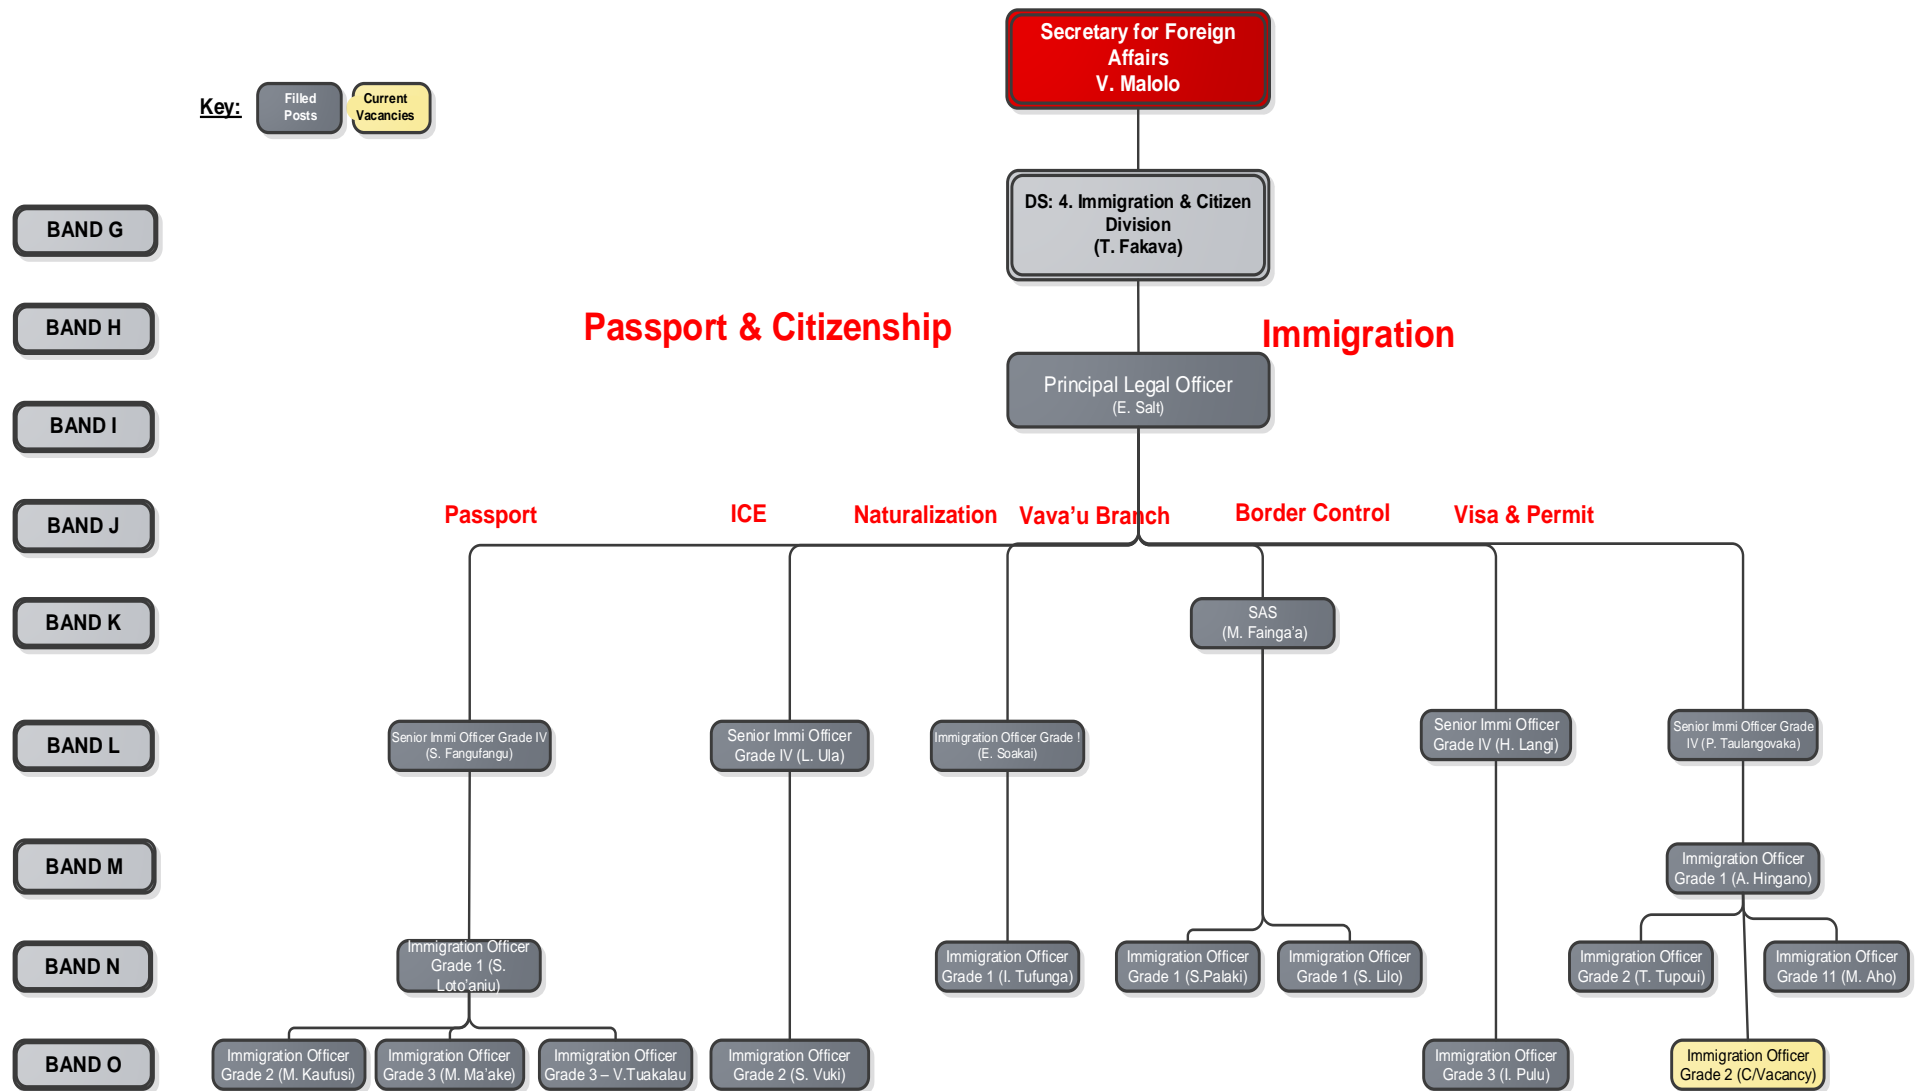 Secretary for Foreign
Affairs
V. Malolo
Key:
Filled
Posts
Current
Vacancies
DS: 4. Immigration & Citizen
Division
(T. Fakava)
BAND G
BAND H
Passport & Citizenship
Immigration
Principal Legal Officer
(E. Salt)
BAND I
Passport
ICE
Naturalization
Vava'u Branch
Border Control
Visa & Permit
BAND J
BAND K
SAS
(M. Fainga'a)
BAND L
Senior Immi Officer Grade IV
(S. Fangufangu)
Senior Immi Officer
Grade IV (L. Ula)
Immigration Officer Grade !
(E. Soakai)
Senior Immi Officer
Grade IV (H. Langi)
Senior Immi Officer Grade
IV (P. Taulangovaka)
BAND M
Immigration Officer
Grade 1 (A. Hingano)
BAND N
Immigration Officer
Grade 1 (S.
Loto'aniu)
Immigration Officer
Grade 1 (I. Tufunga)
Immigration Officer
Grade 1 (S.Palaki)
Immigration Officer
Grade 1 (S. Lilo)
Immigration Officer
Grade 2 (T. Tupoui)
Immigration Officer
Grade 11 (M. Aho)
BAND O
Immigration Officer
Grade 2 (M. Kaufusi)
Immigration Officer
Grade 3 (M. Ma'ake)
Immigration Officer
Grade 3 – V.Tuakalau
Immigration Officer
Grade 2 (S. Vuki)
Immigration Officer
Grade 3 (I. Pulu)
Immigration Officer
Grade 2 (C/Vacancy)